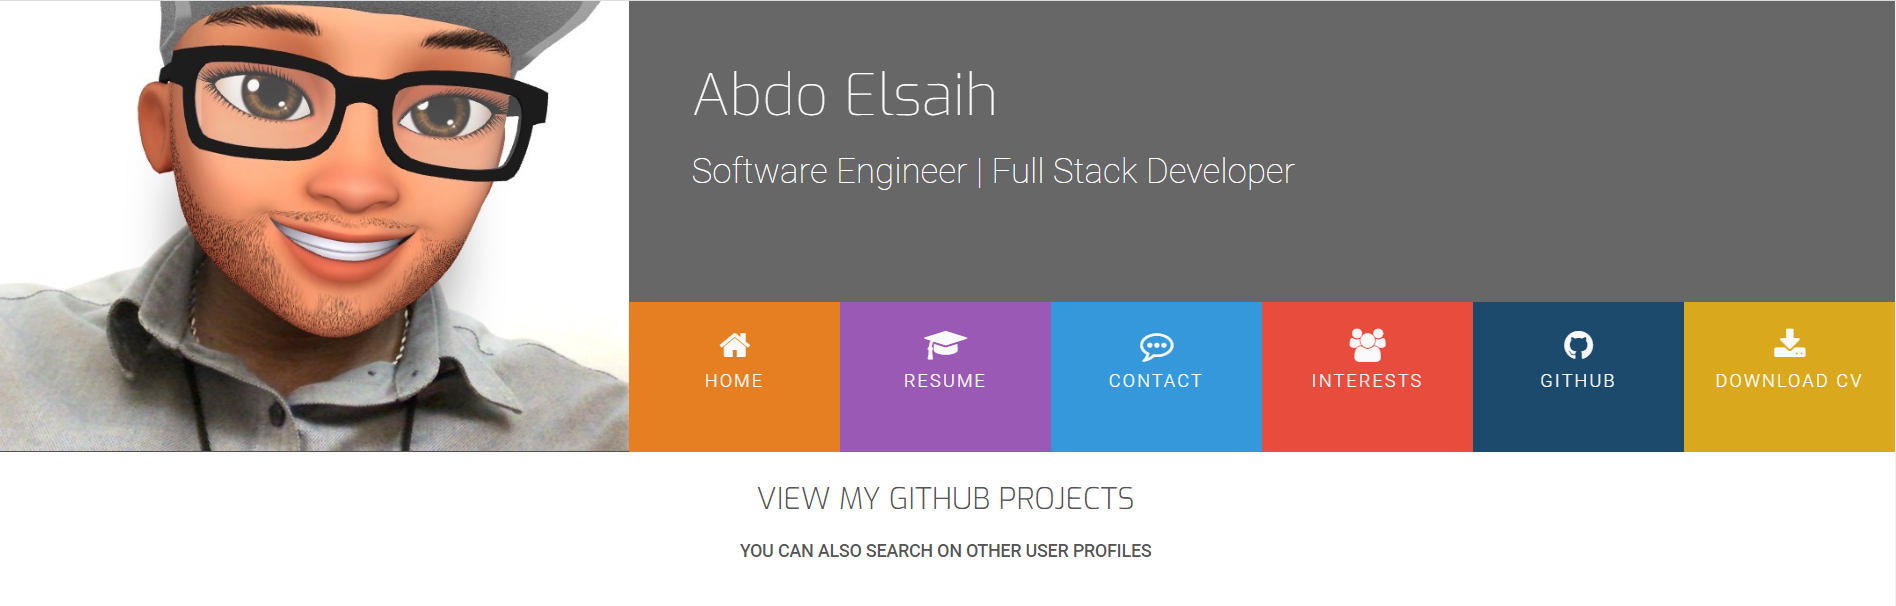 Abdo Elsaih
Software Engineer | Full Stack Developer
HOME
RESUME
CONTACT
INTERESTS
GITHUB
DOWNLOAD CV
VIEW MY GITHUB PROJECTS
YOU CAN ALSO SEARCH ON OTHER USER PROFILES